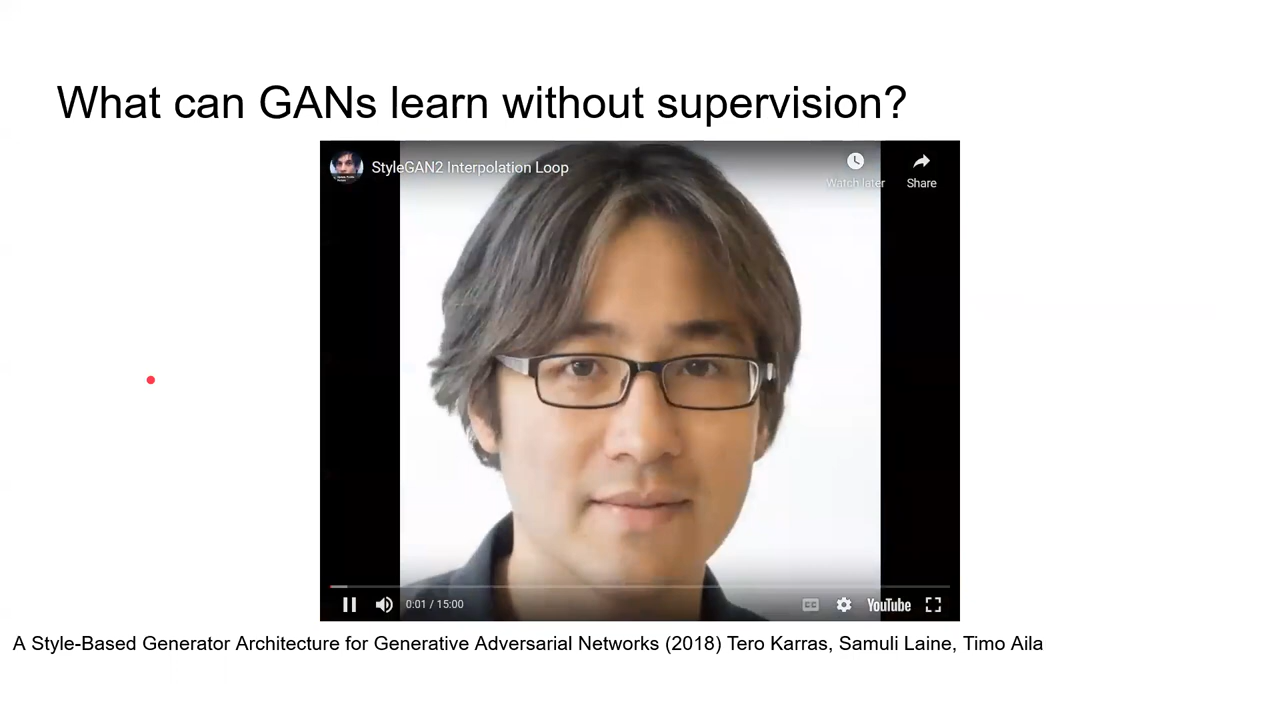 What can GANs learn without supervision?
StyleGAN2 Interpolation Loop
Watch later
Share
0:01 / 15:00
CC
YouTube
A Style-Based Generator Architecture for Generative Adversarial Networks (2018) Tero Karras, Samuli Laine, Timo Aila